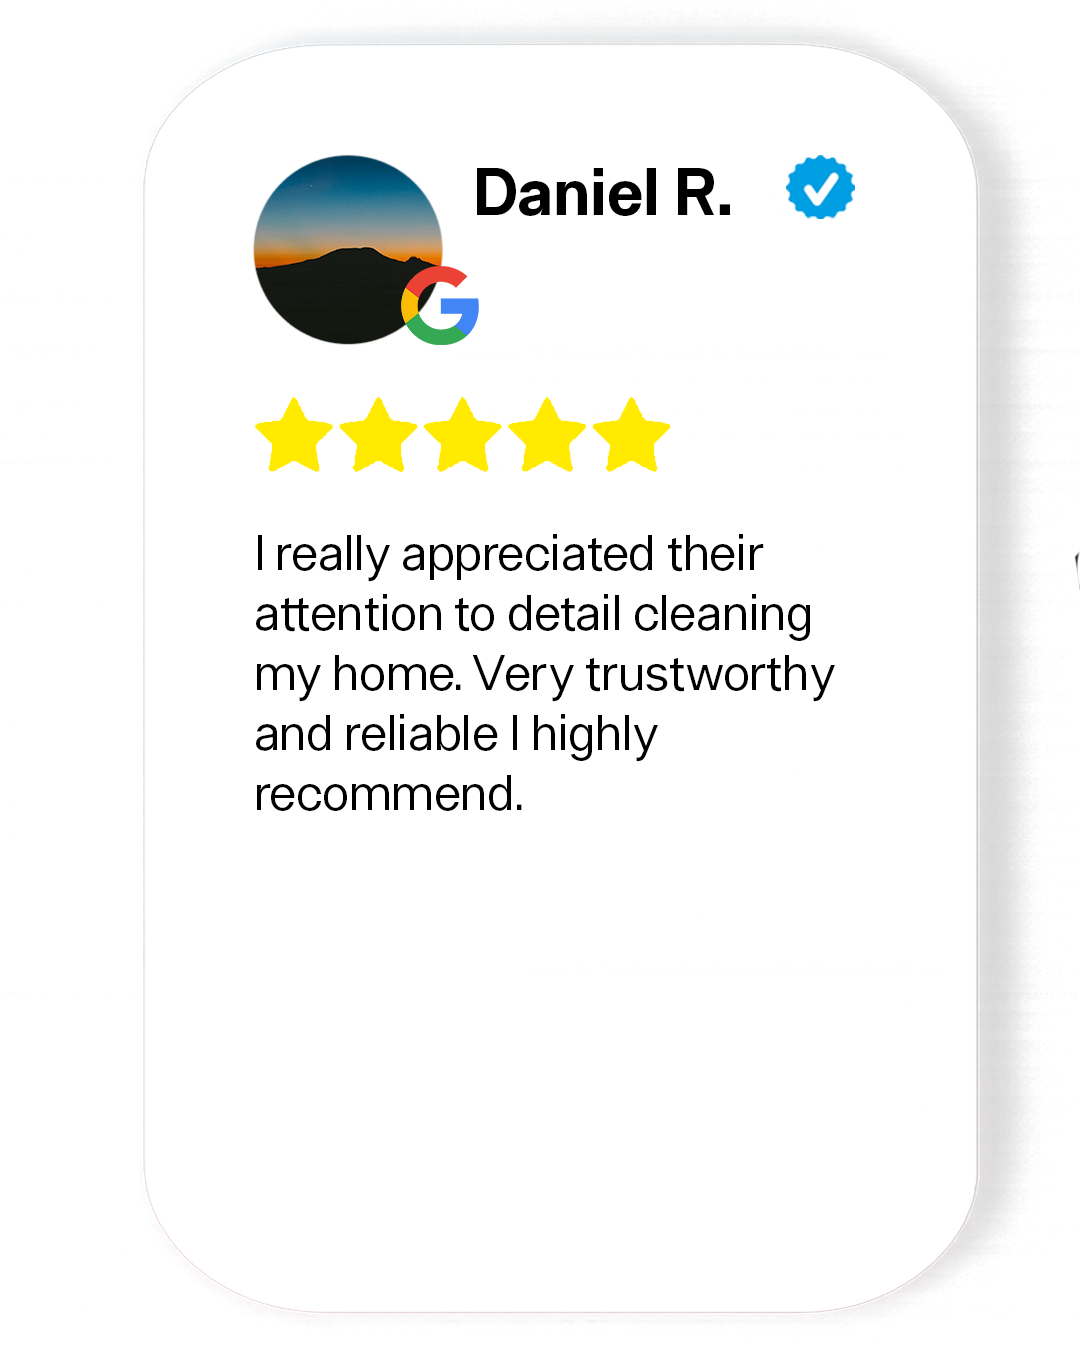 Daniel R.
I really appreciated their
attention to detail cleaning
my home. Very trustworthy
and reliable I highly
recommend.